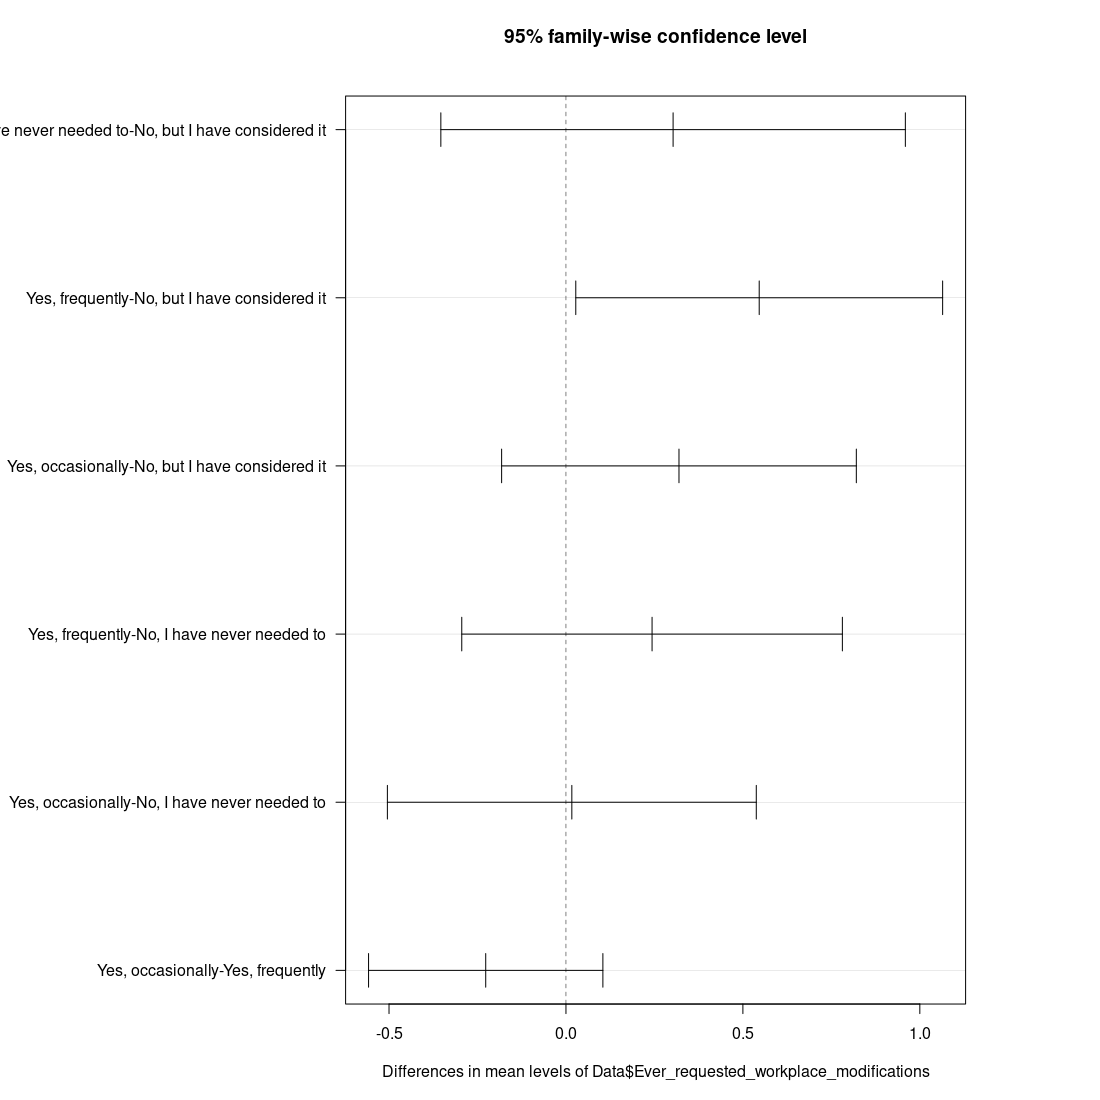 95% family-wise confidence level
never needed to-No, but I have considered it
Yes, frequently-No, but I have considered it
Yes, occasionally-No, but I have considered it
Yes, frequently-No, I have never needed to
Yes, occasionally-No, I have never needed to
Yes, occasionally-Yes, frequently
-0.5 0.0 0.5 1.0
Differences in mean levels of Data$Ever_requested_workplace_modifications